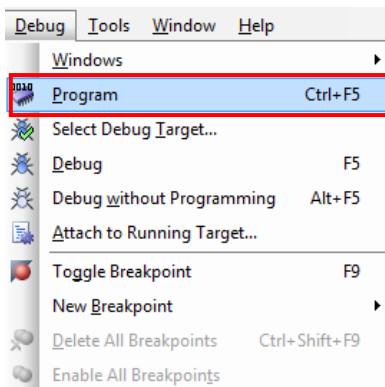 Debug Tools Window Help
Windows
0010
Program Ctrl+F5
Select Debug Target...
Debug F5
Debug without Programming Alt+F5
Attach to Running Target...
Toggle Breakpoint F9
New Breakpoint
Delete All Breakpoints Ctrl+Shift+F9
Enable All Breakpoints